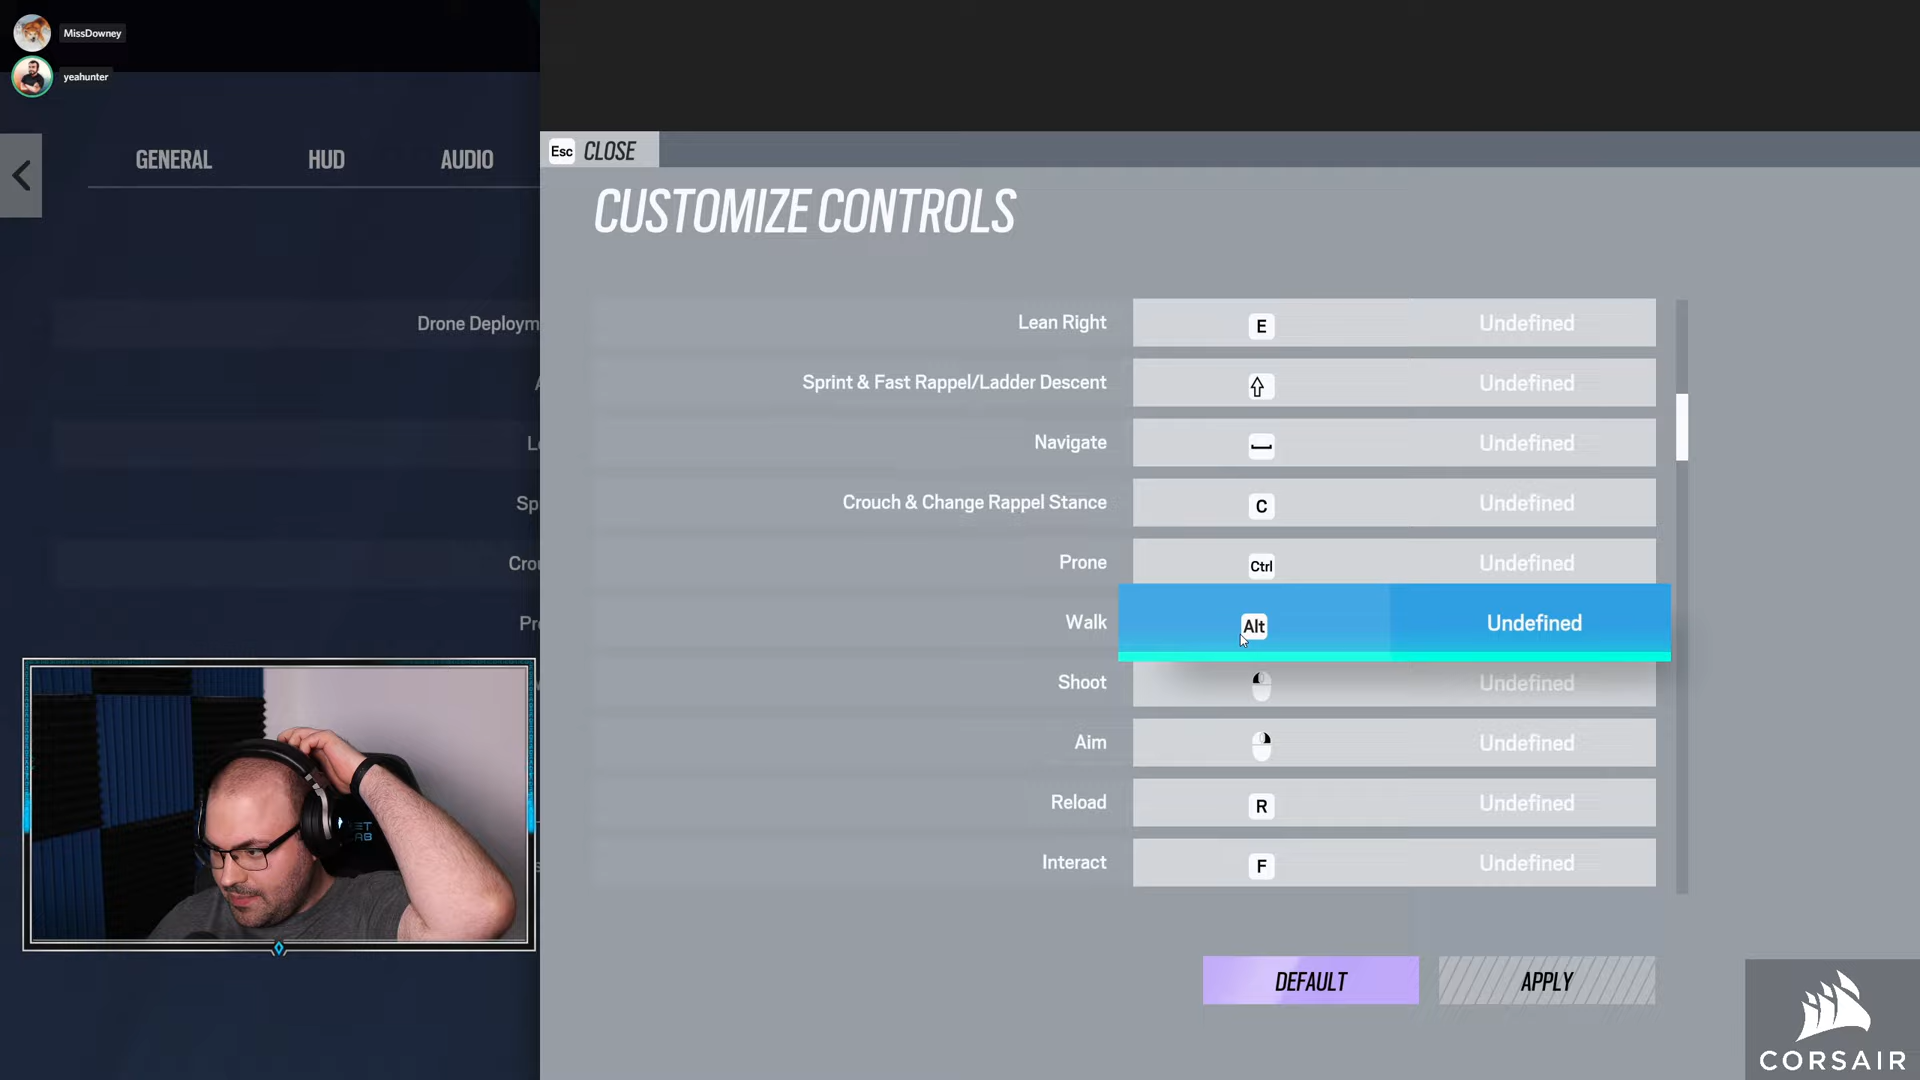 MissDowney
yeahunter
GENERAL
HUD
AUDIO
Drone Deploym
Sp
Crou
Esc CLOSE
CUSTOMIZE CONTROLS
Lean Right E Undefined
Sprint & Fast Rappel/Ladder Descent Undefined
Navigate Undefined
Crouch & Change Rappel Stance C Undefined
Prone Ctrl Undefined
Walk Alt Undefined
Shoot Undefined
Aim Undefined
Reload R Undefined
Interact F Undefined
DEFAULT
APPLY
CORSAIR